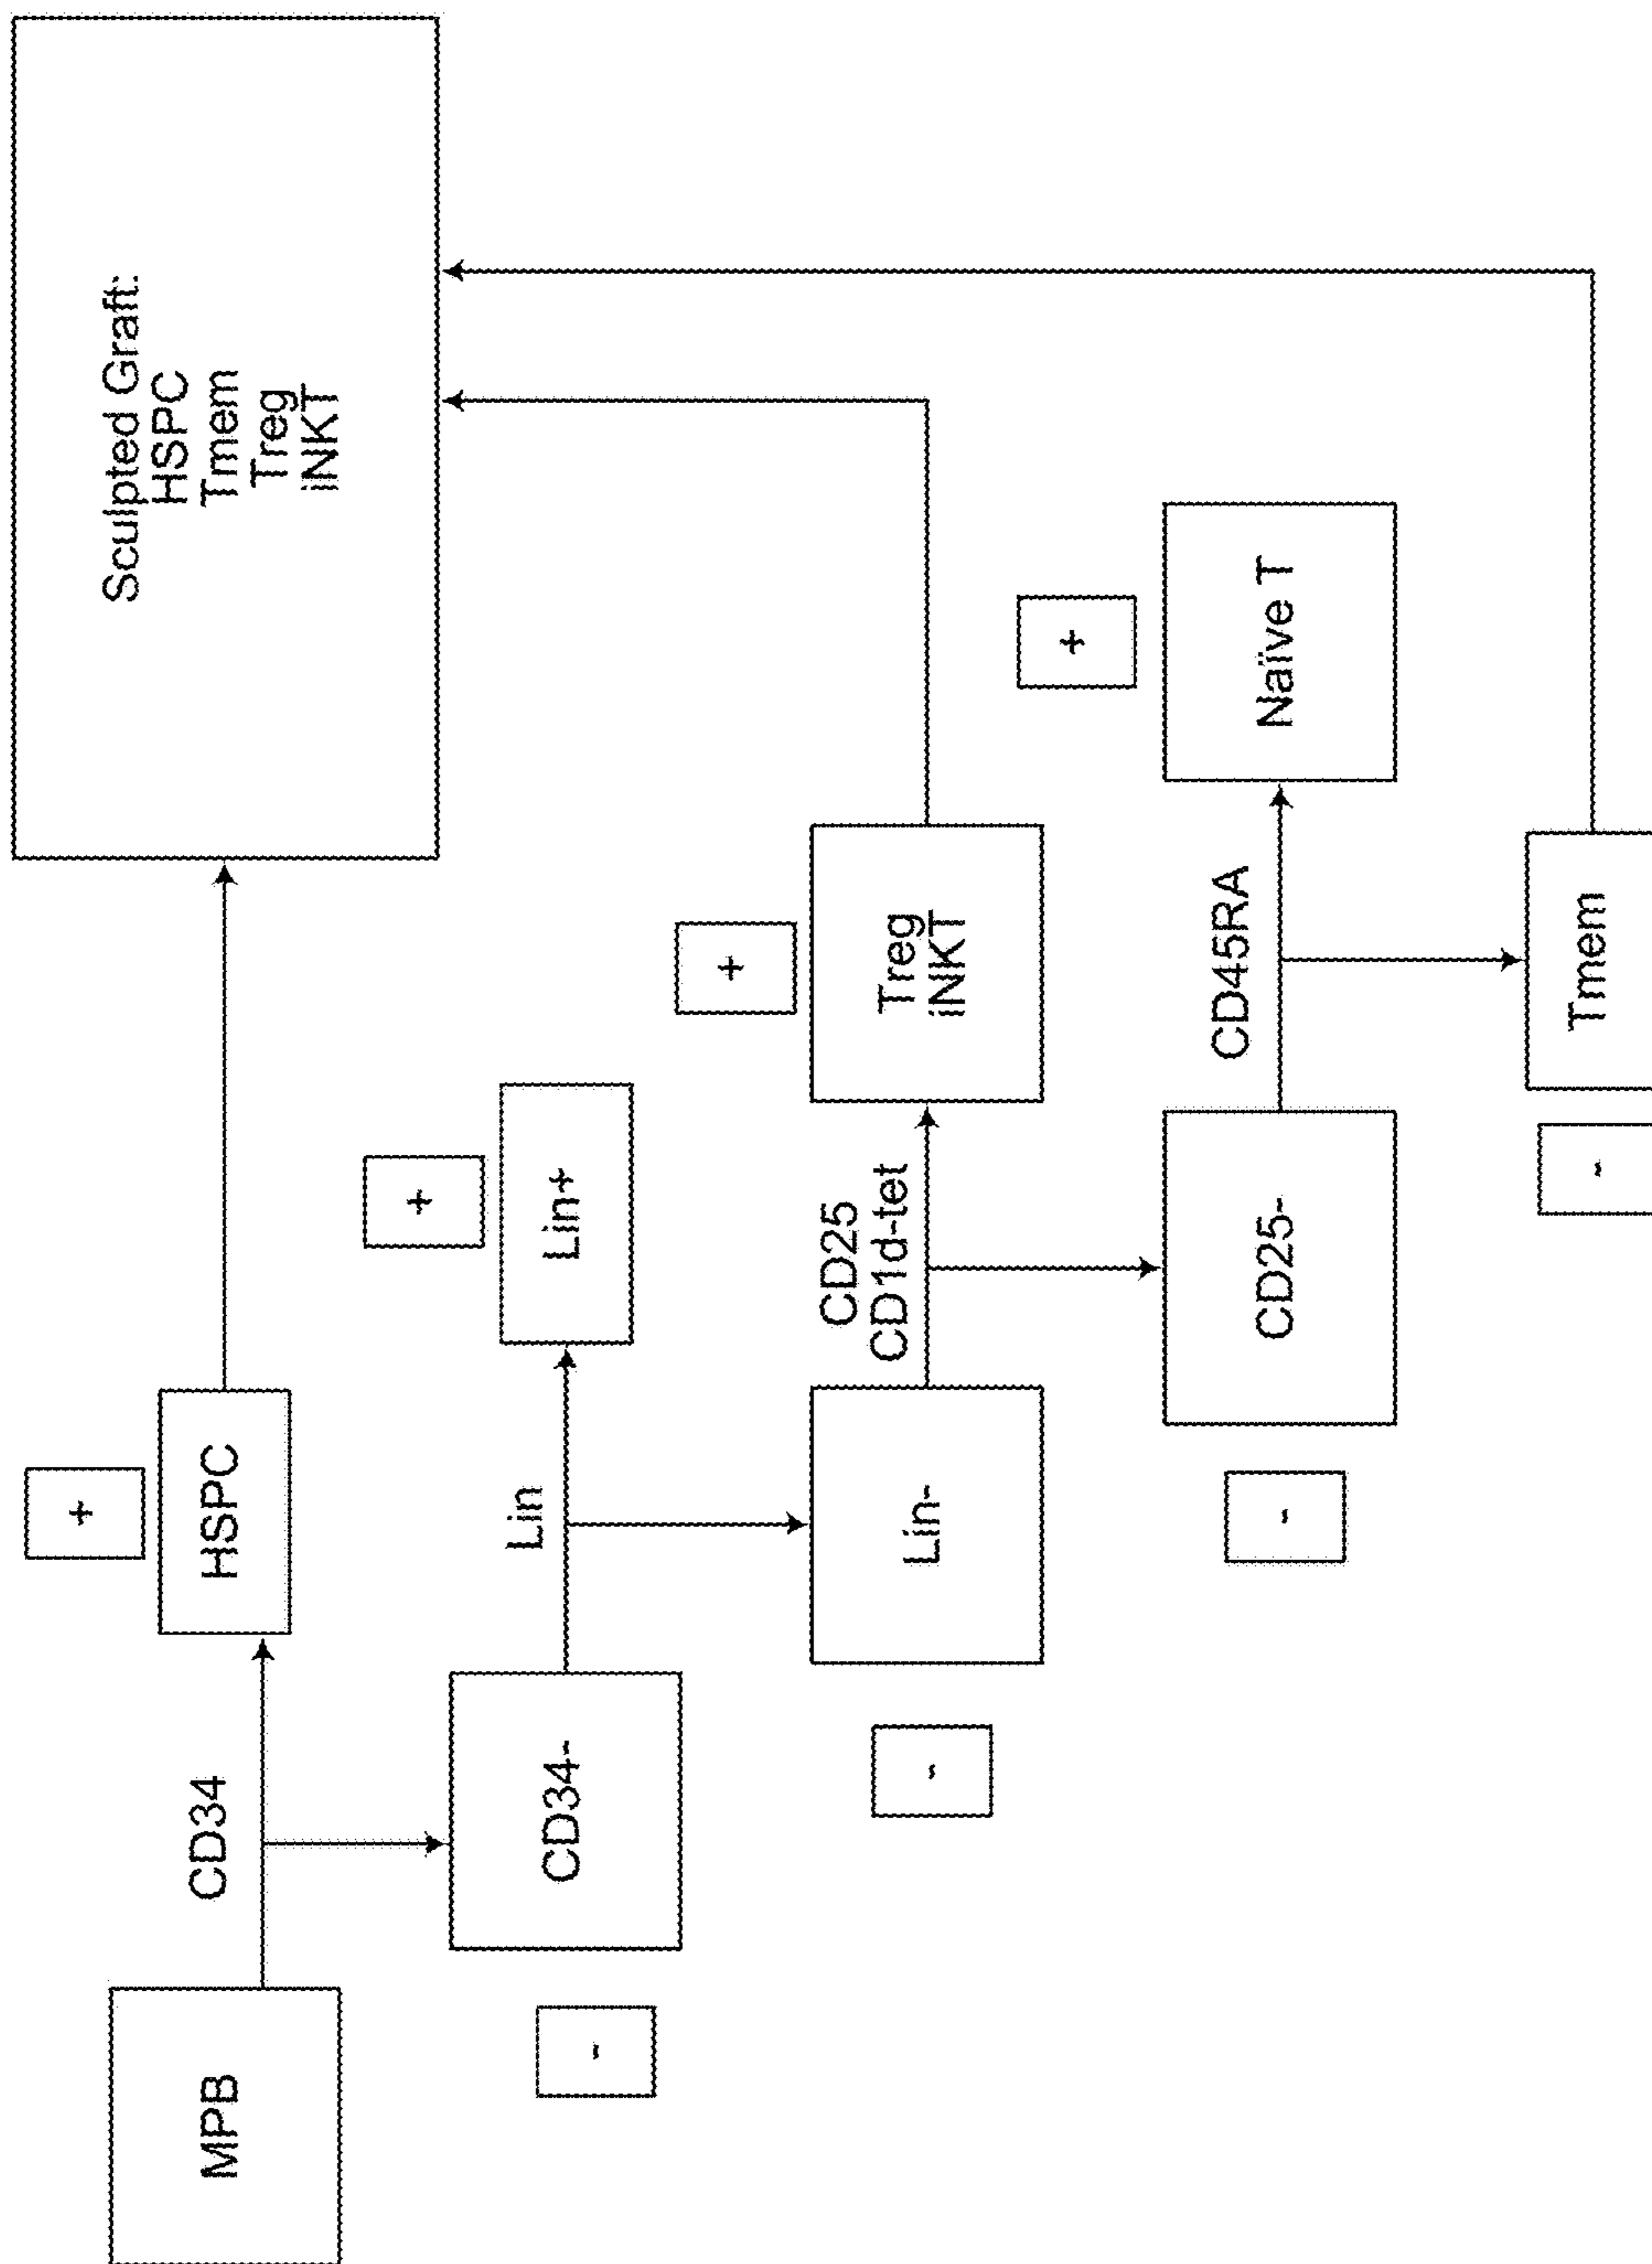 MPB
CD34
+
HSPC
Sculpted Graft:
HSPC
Tmem
Treg
iNKT
-
CD34-
Lin
+
Lin+
-
Lin-
CD25
CD1d-tet
+
Treg
iNKT
-
CD25-
CD45RA
+
Naïve T
-
Tmem